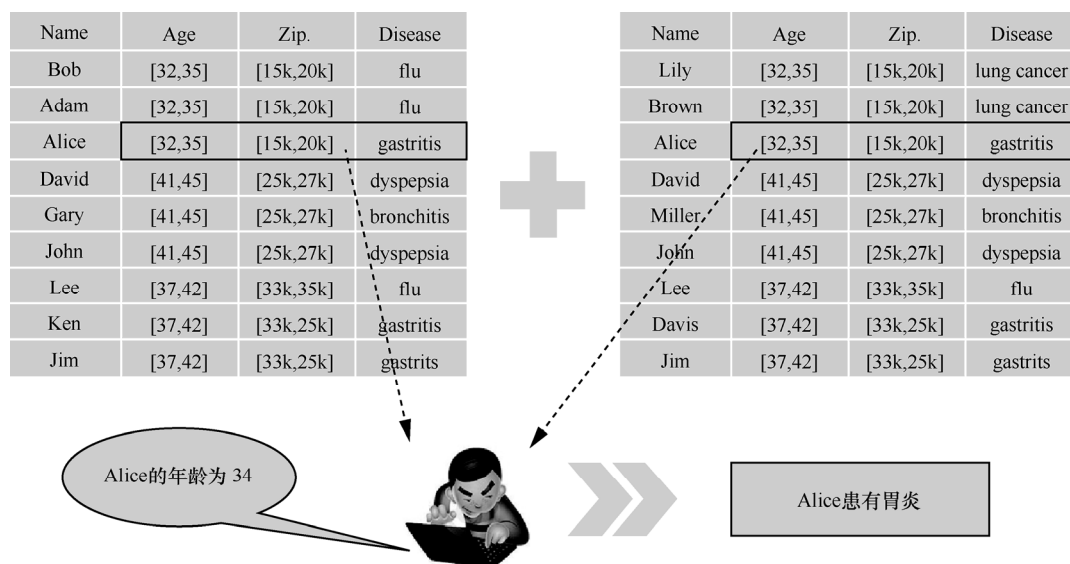 Name Age Zip. Disease
Bob [32,35] [15k,20k] flu
Adam [32,35] [15k,20k] flu
Alice [32,35] [15k,20k] gastritis
David [41,45] [25k,27k] dyspepsia
Gary [41,45] [25k,27k] bronchitis
John [41,45] [25k,27k] dyspepsia
Lee [37,42] [33k,35k] flu
Ken [37,42] [33k,25k] gastritis
Jim [37,42] [33k,25k] gastrits
Name Age Zip. Disease
Lily [32,35] [15k,20k] lung cancer
Brown [32,35] [15k,20k] lung cancer
Alice [32,35] [15k,20k] gastritis
David [41,45] [25k,27k] dyspepsia
Miller [41,45] [25k,27k] bronchitis
John [41,45] [25k,27k] dyspepsia
Lee [37,42] [33k,35k] flu
Davis [37,42] [33k,25k] gastritis
Jim [37,42] [33k,25k] gastrits
Alice的年龄为 34
Alice患有胃炎